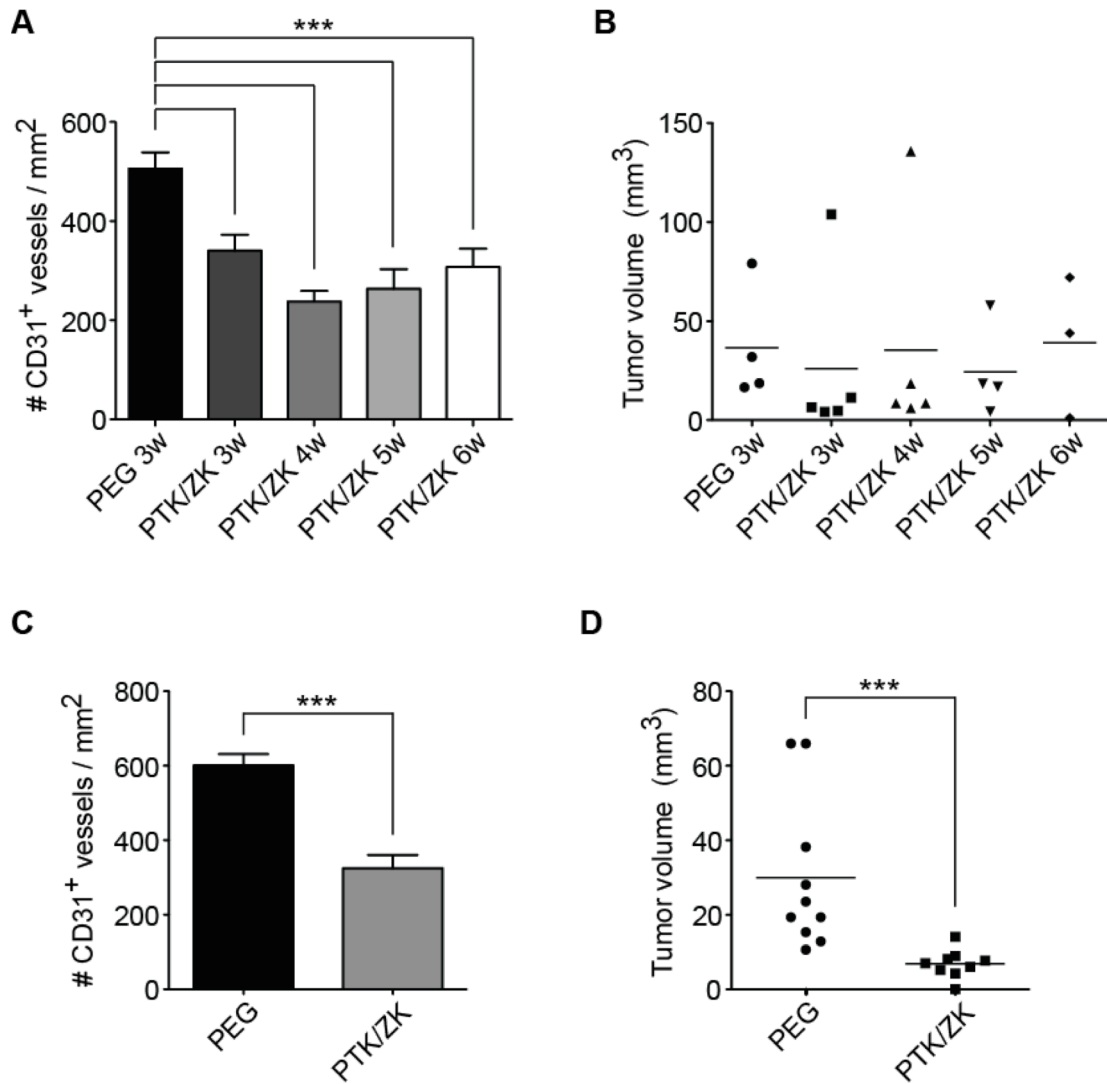 A
***
# CD31⁺ vessels / mm²
600
400
200
0
PEG 3w
PTK/ZK 3w
PTK/ZK 4w
PTK/ZK 5w
PTK/ZK 6w
B
Tumor volume (mm³)
150
100
50
0
PEG 3w
PTK/ZK 3w
PTK/ZK 4w
PTK/ZK 5w
PTK/ZK 6w
C
***
# CD31⁺ vessels / mm²
800
600
400
200
0
PEG
PTK/ZK
D
***
Tumor volume (mm³)
80
60
40
20
0
PEG
PTK/ZK